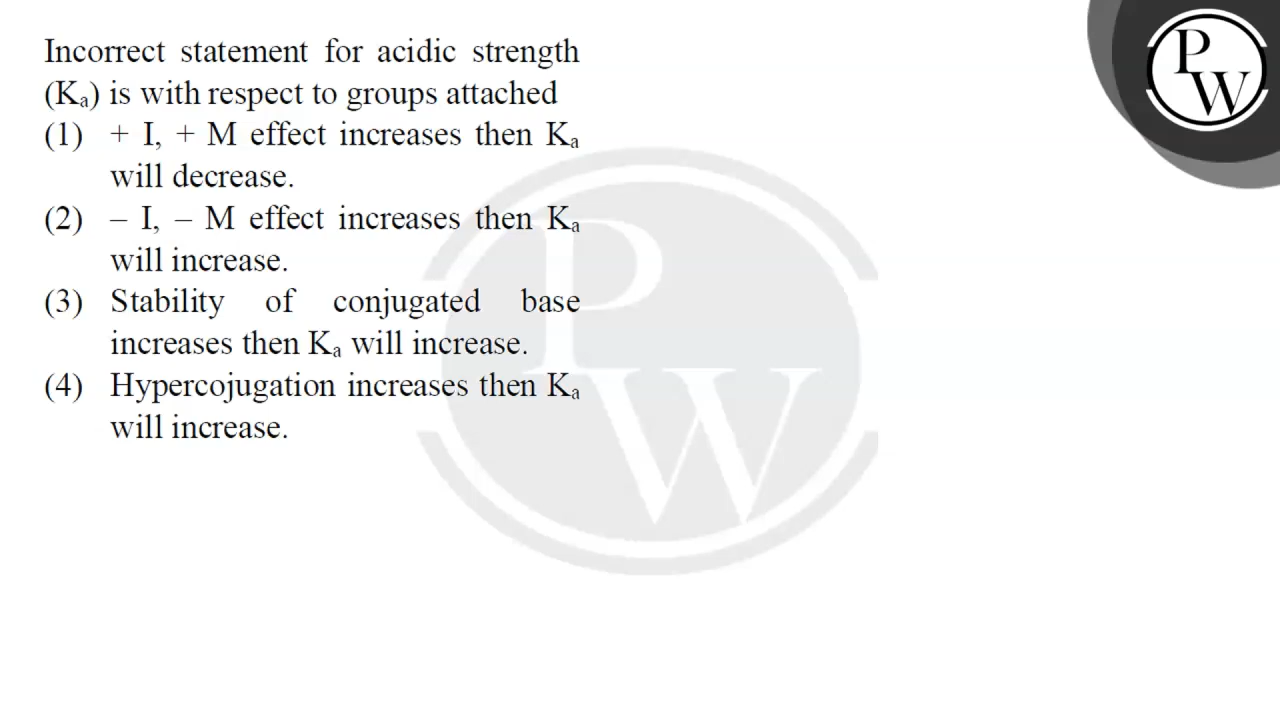 Incorrect statement for acidic strength
(Kₐ) is with respect to groups attached
(1) + I, + M effect increases then Kₐ
will decrease.
(2) – I, – M effect increases then Kₐ
will increase.
(3) Stability of conjugated base
increases then Kₐ will increase.
(4) Hypercojugation increases then Kₐ
will increase.
PW
PW